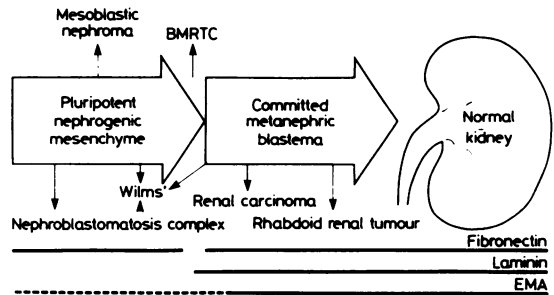 Mesoblastic
nephroma
BMRTC
Pluripotent
nephrogenic
mesenchyme
Committed
metanephric
blastema
Normal
kidney
Wilms'
Renal carcinoma
Nephroblastomatosis complex
Rhabdoid renal tumour
Fibronectin
Laminin
EMA